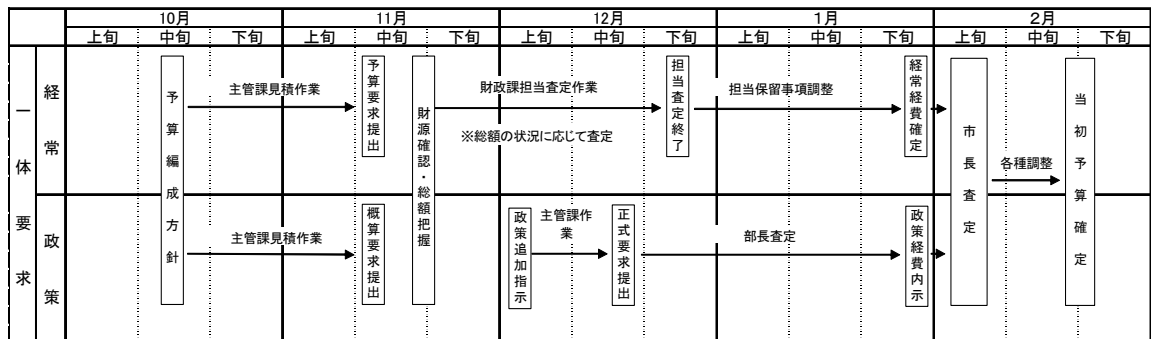 10月 11月 12月 1月 2月
上旬 中旬 下旬 上旬 中旬 下旬 上旬 中旬 下旬 上旬 中旬 下旬 上旬 中旬 下旬
一体要求
経常
予算編成方針
主管課見積作業
予算要求提出
財源確認・総額把握
財政課担当査定作業
※総額の状況に応じて査定
担当査定終了
担当保留事項調整
経常経費確定
市長査定
各種調整
当初予算確定
政策
主管課見積作業
概算要求提出
政策追加指示
主管課作
業
正式要求提出
部長査定
政策経費内示